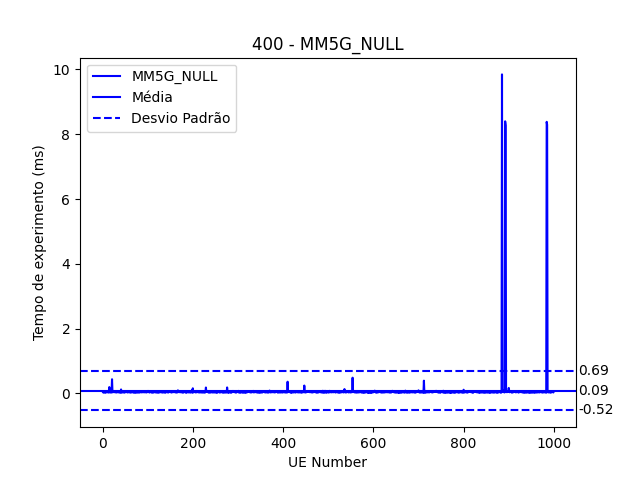 400 - MM5G_NULL
MM5G_NULL
Média
Desvio Padrão
Tempo de experimento (ms)
10
8
6
4
2
0
0.69
0.09
-0.52
0 200 400 600 800 1000
UE Number